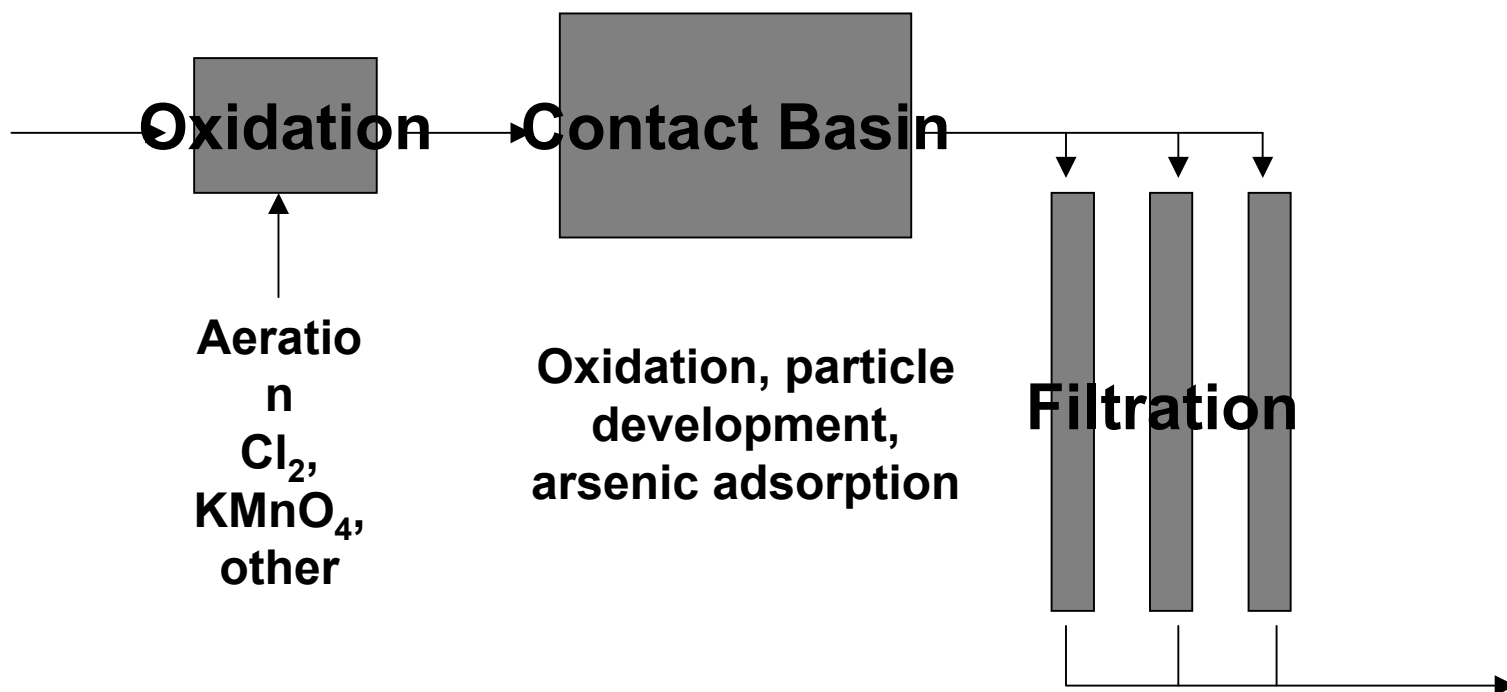 Oxidation
Contact Basin
Aeratio
n
Cl₂,
KMnO₄,
other
Oxidation, particle
development,
arsenic adsorption
Filtration